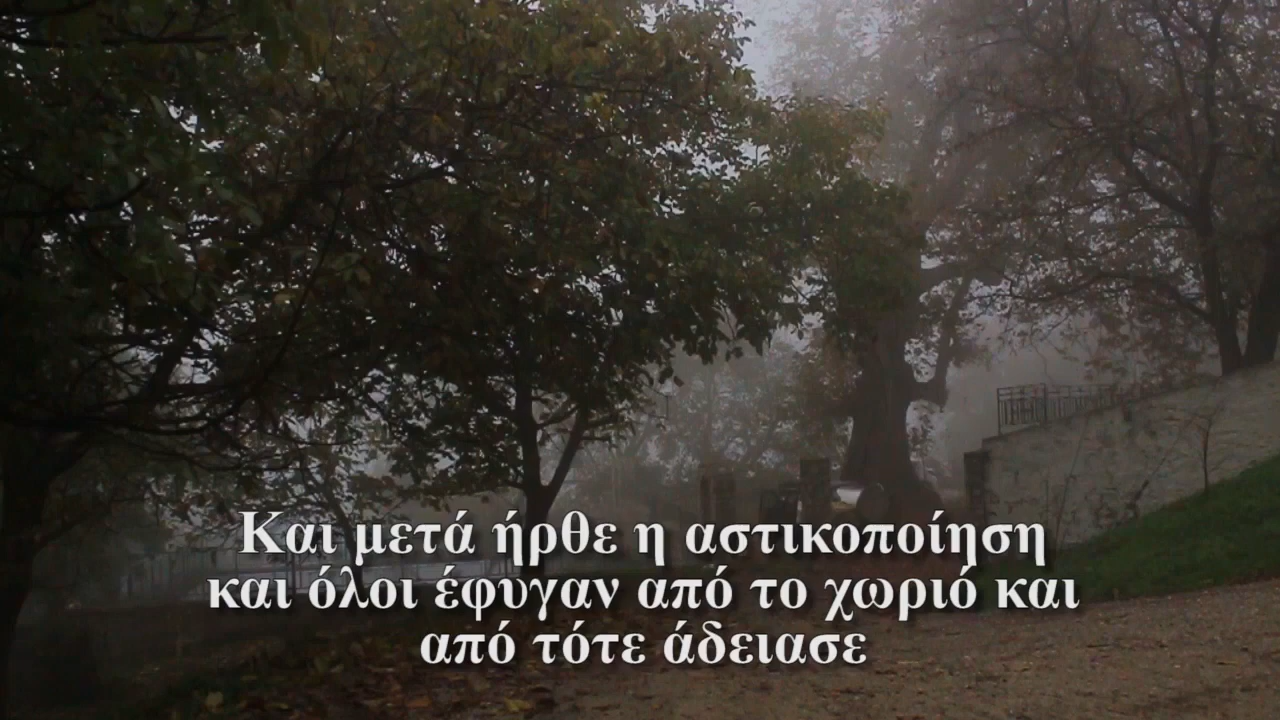 Και μετά ήρθε η αστικοποίηση
και όλοι έφυγαν από το χωριό και
από τότε άδειασε